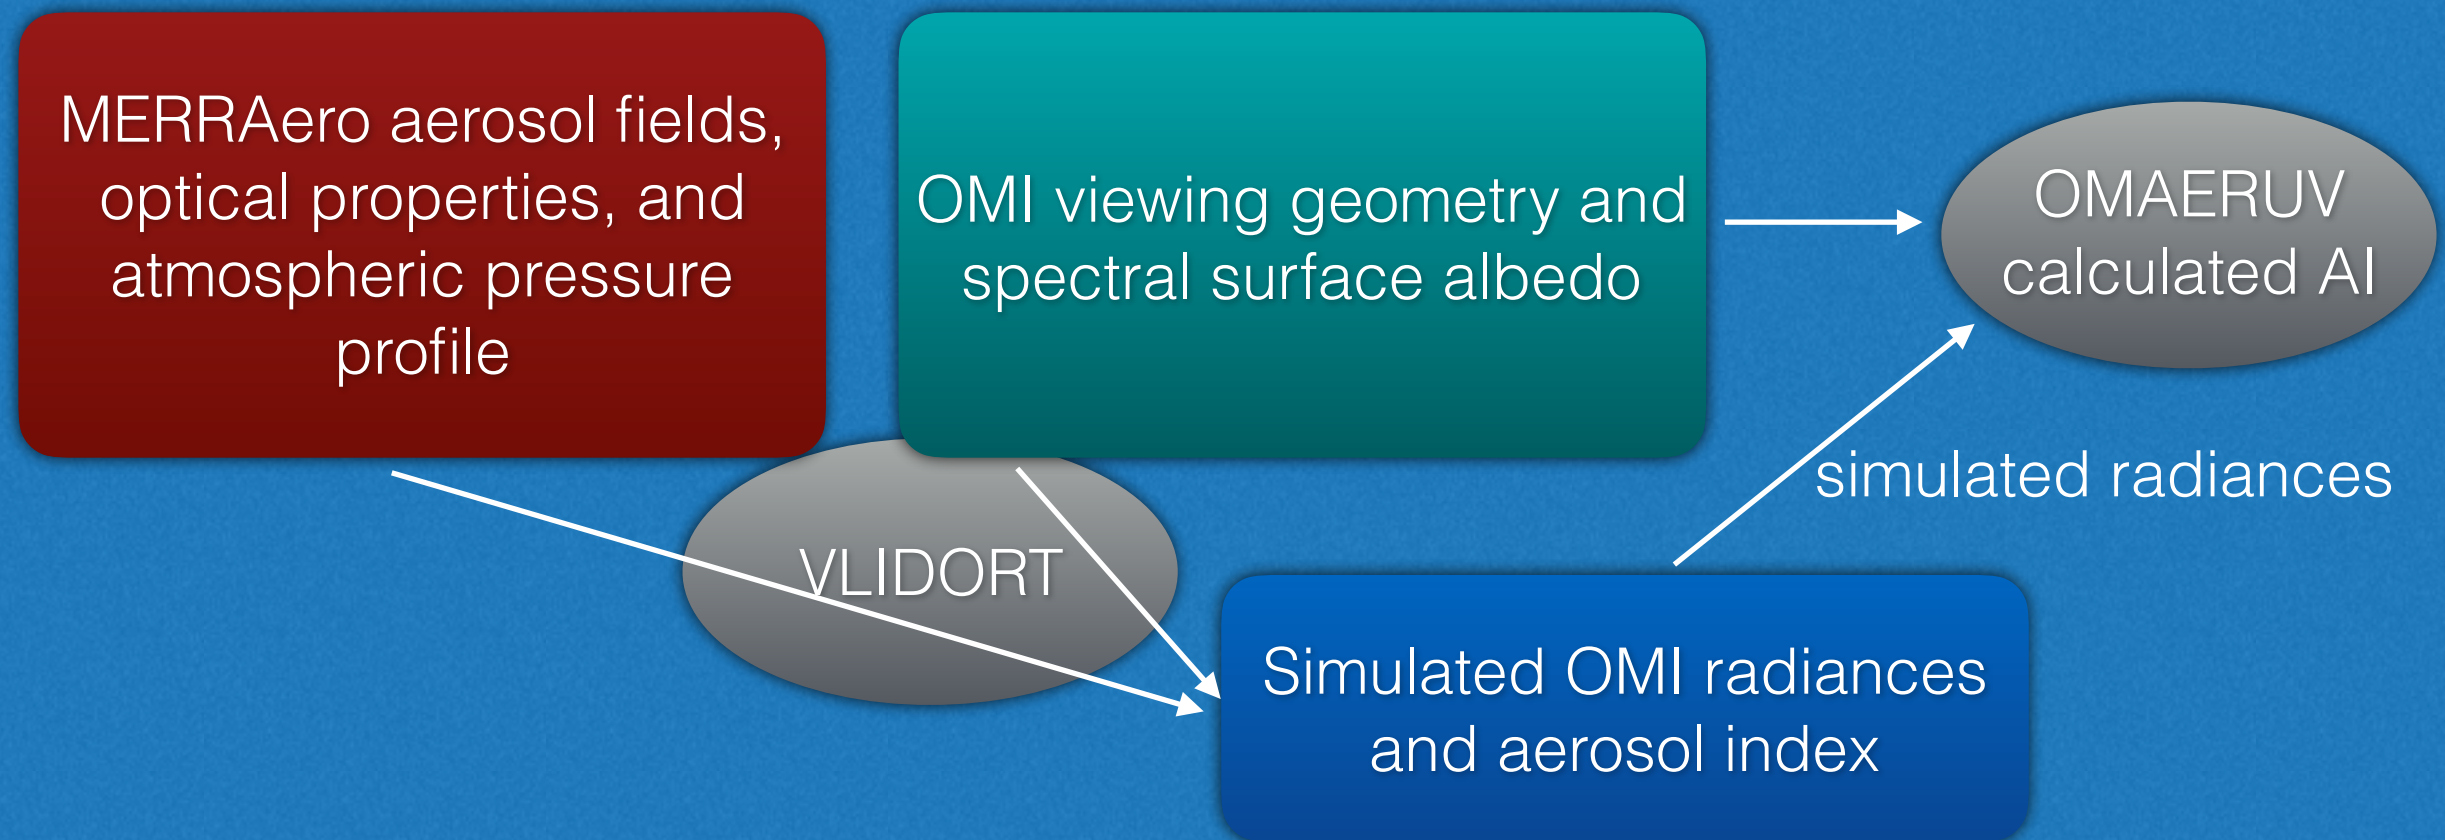 MERRAero aerosol fields,
optical properties, and
atmospheric pressure
profile
OMI viewing geometry and
spectral surface albedo
OMAERUV
calculated AI
simulated radiances
VLIDORT
Simulated OMI radiances
and aerosol index